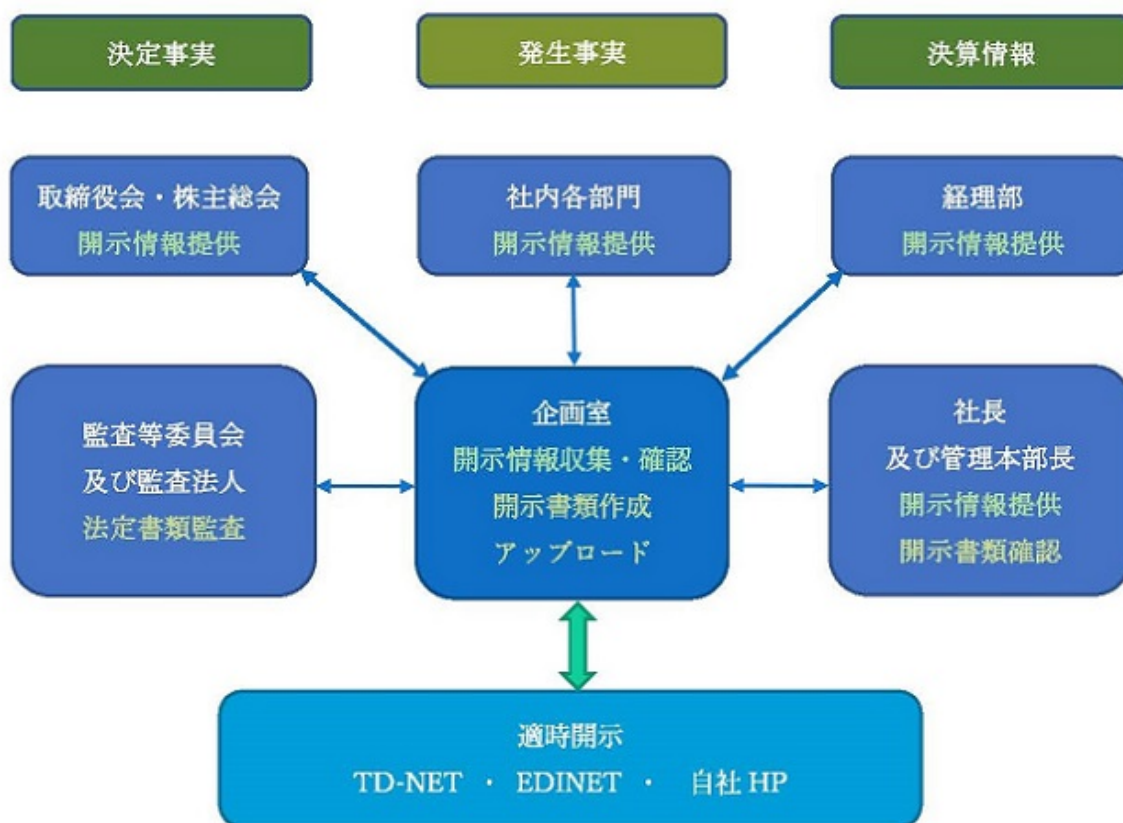 決定事実
発生事実
決算情報
取締役会・株主総会
開示情報提供
社内各部門
開示情報提供
経理部
開示情報提供
監査等委員会
及び監査法人
法定書類監査
企画室
開示情報収集・確認
開示書類作成
アップロード
社長
及び管理本部長
開示情報提供
開示書類確認
適時開示
TD-NET ・ EDINET ・ 自社 HP